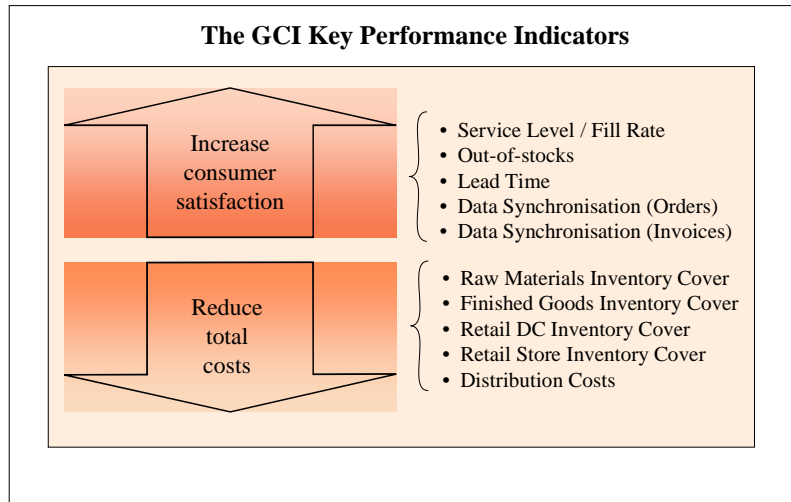 The GCI Key Performance Indicators
Increase
consumer
satisfaction
• Service Level / Fill Rate
• Out-of-stocks
• Lead Time
• Data Synchronisation (Orders)
• Data Synchronisation (Invoices)
Reduce
total
costs
• Raw Materials Inventory Cover
• Finished Goods Inventory Cover
• Retail DC Inventory Cover
• Retail Store Inventory Cover
• Distribution Costs